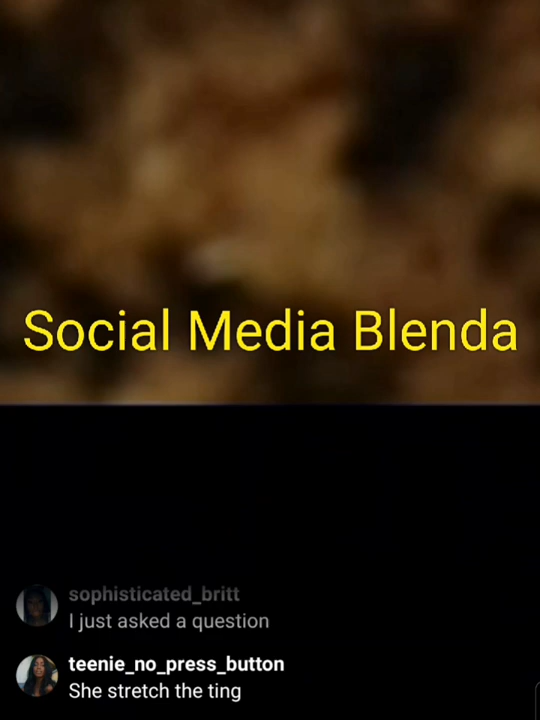 Social Media Blenda
sophisticated_britt
I just asked a question
teenie_no_press_button
She stretch the ting